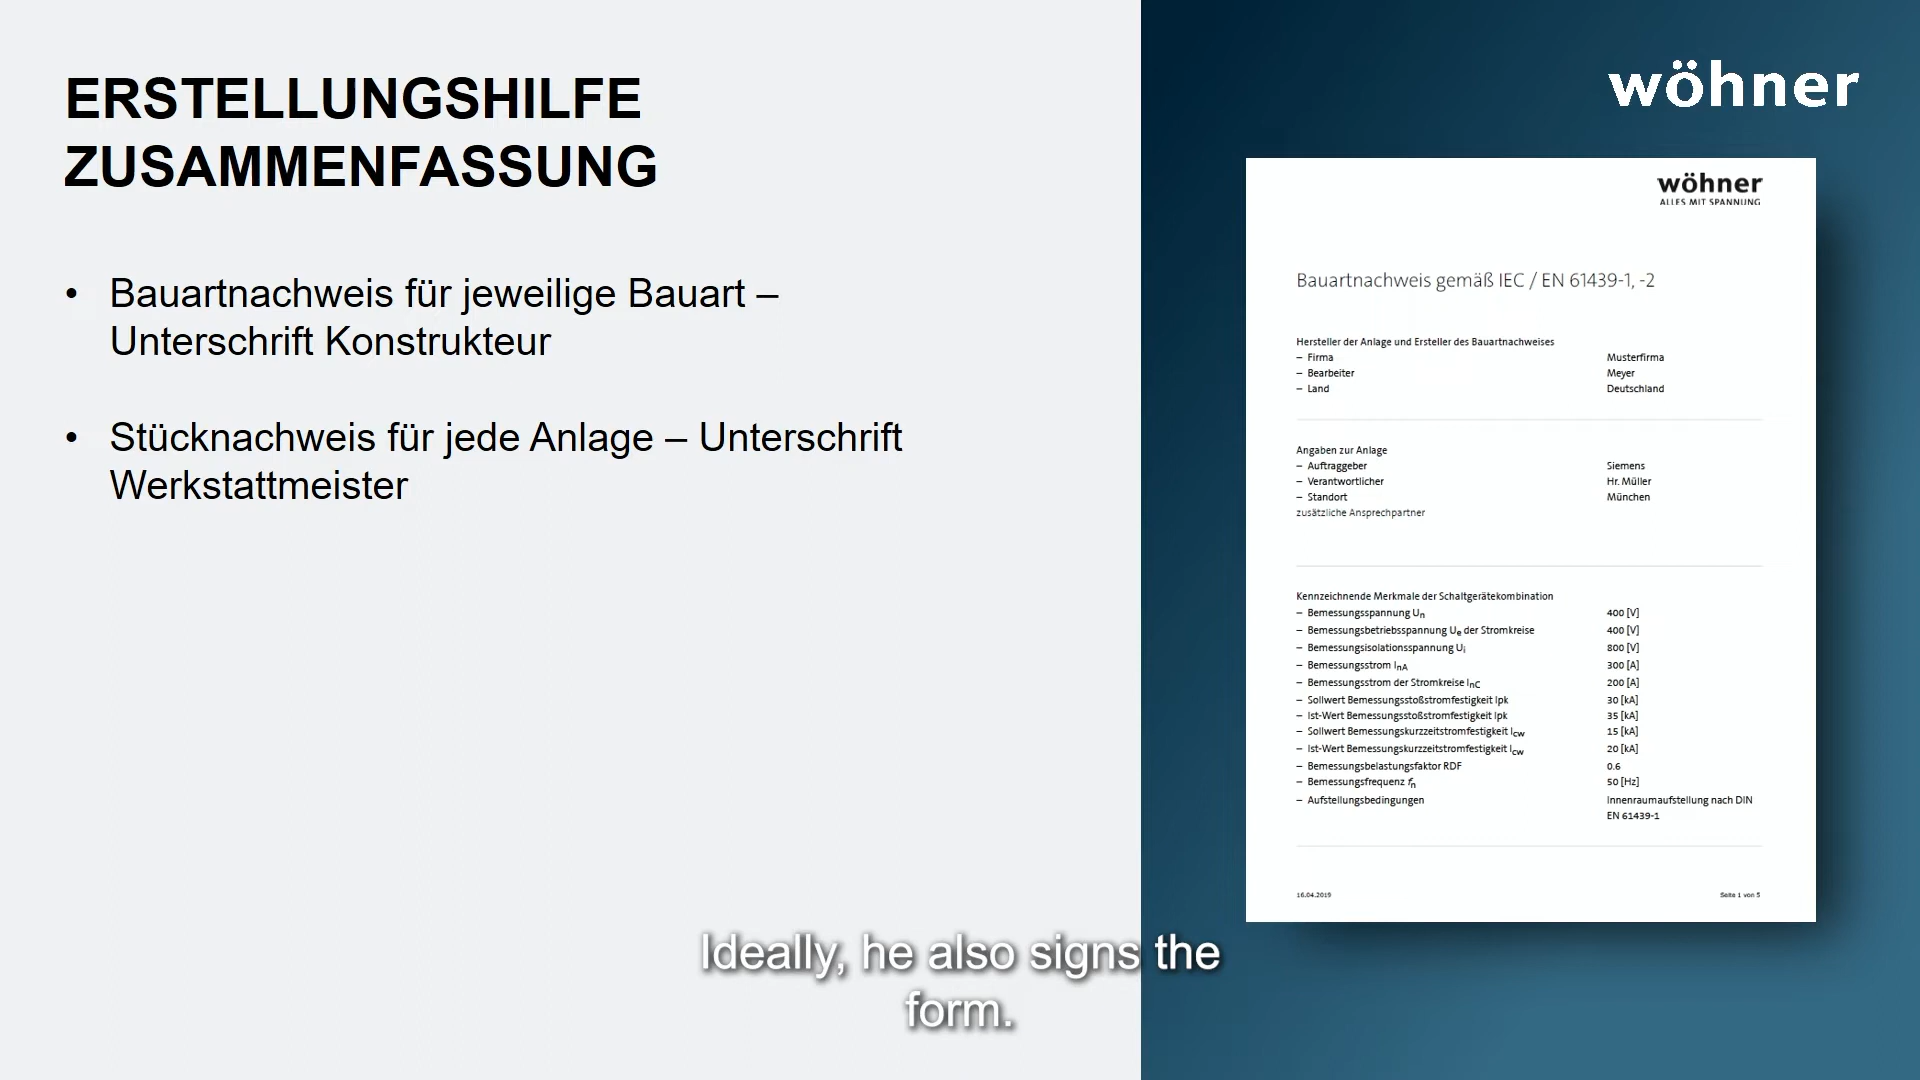 ERSTELLUNGSHILFE
ZUSAMMENFASSUNG
• Bauartnachweis für jeweilige Bauart –
Unterschrift Konstrukteur
• Stücknachweis für jede Anlage – Unterschrift
Werkstattmeister
wöhner
wöhner
ALLES MIT SPANNUNG
Bauartnachweis gemäß IEC / EN 61439-1, -2
Hersteller der Anlage und Ersteller des Bauartnachweises
– Firma Musterfirma
– Bearbeiter Meyer
– Land Deutschland
Angaben zur Anlage
– Auftraggeber Siemens
– Verantwortlicher Hr. Müller
– Standort München
zusätzliche Ansprechpartner
Kennzeichnende Merkmale der Schaltgerätekombination
– Bemessungsspannung Un 400 [V]
– Bemessungsbetriebsspannung Ue der Stromkreise 400 [V]
– Bemessungsisolationsspannung Ui 800 [V]
– Bemessungsstrom InA 300 [A]
– Bemessungsstrom der Stromkreise InC 200 [A]
– Sollwert Bemessungsstoßstromfestigkeit Ipk 30 [kA]
– Ist-Wert Bemessungsstoßstromfestigkeit Ipk 35 [kA]
– Sollwert Bemessungskurzzeitstromfestigkeit Icw 15 [kA]
– Ist-Wert Bemessungskurzzeitstromfestigkeit Icw 20 [kA]
– Bemessungsbelastungsfaktor RDF 0.6
– Bemessungsfrequenz fn 50 [Hz]
– Aufstellungsbedingungen Innenraumaufstellung nach DIN
EN 61439-1
16.04.2019 Seite 1 von 5
Ideally, he also signs the
form.